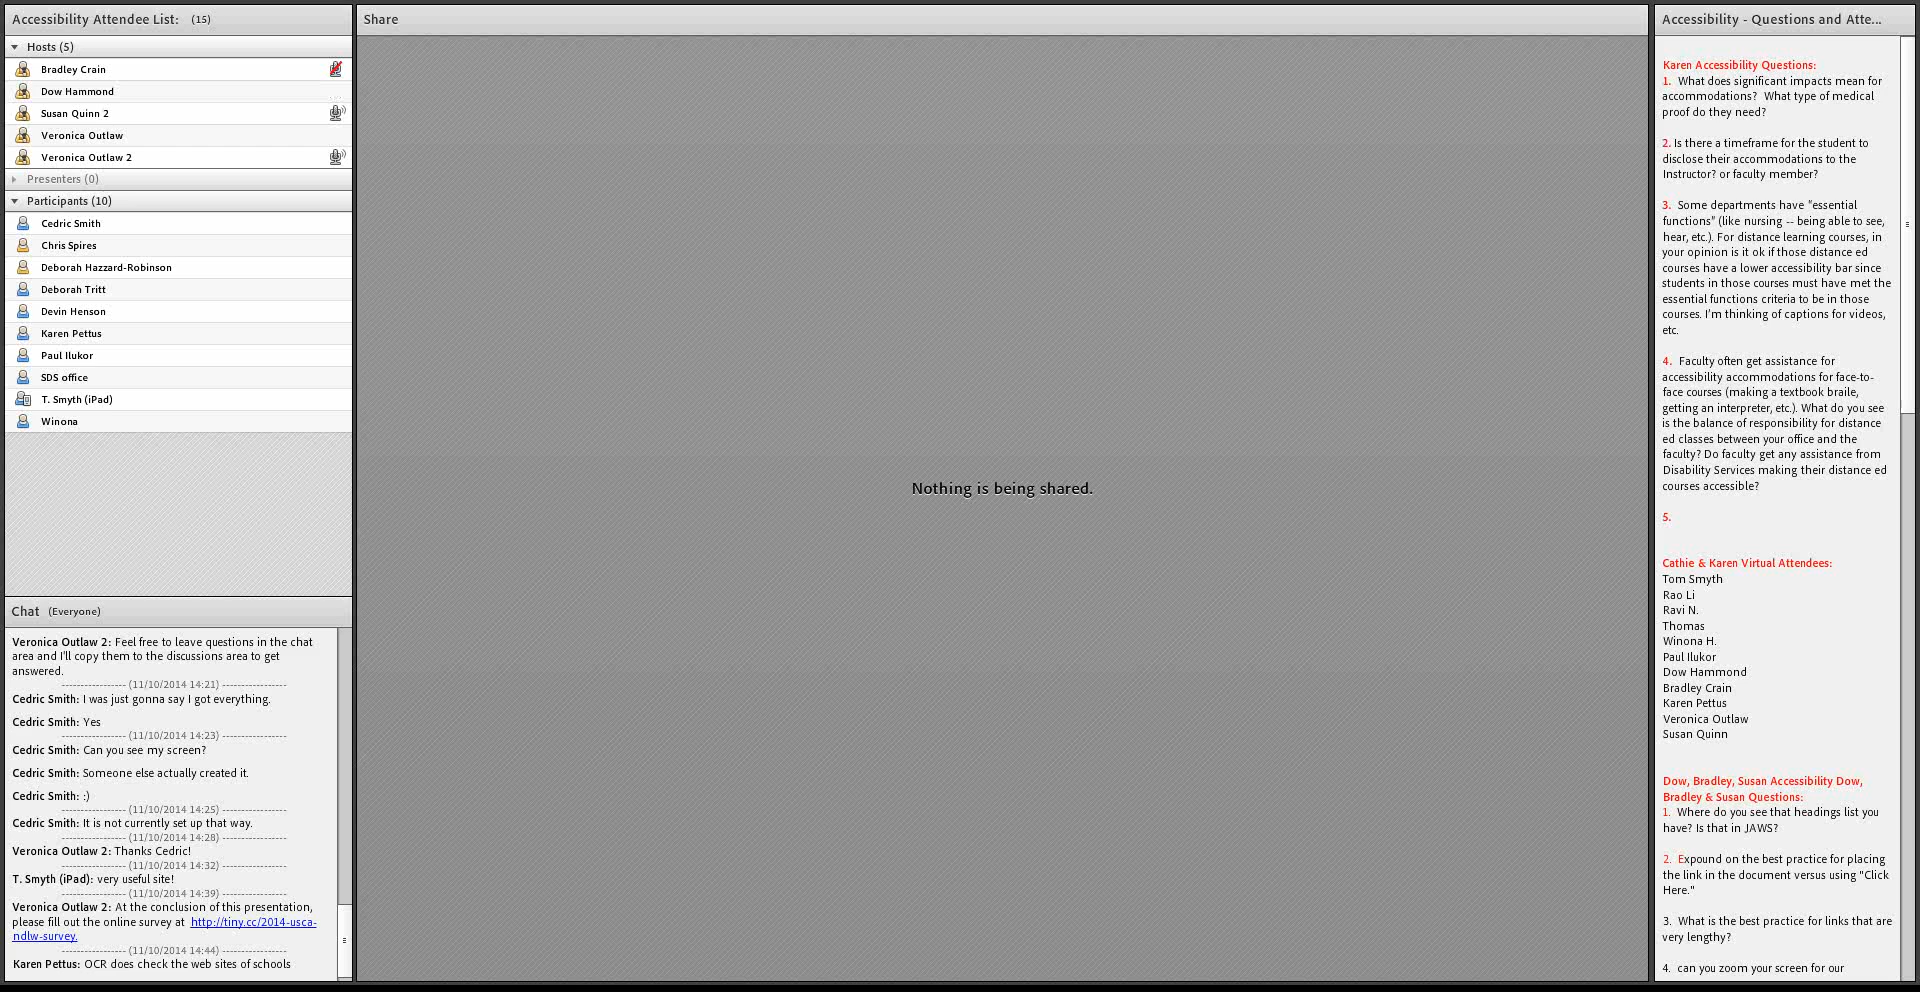 Accessibility Attendee List: (15)
Hosts (5)
Bradley Crain
Dow Hammond
Susan Quinn 2
Veronica Outlaw
Veronica Outlaw 2
Presenters (0)
Participants (10)
Cedric Smith
Chris Spires
Deborah Hazzard-Robinson
Deborah Tritt
Devin Henson
Karen Pettus
Paul Ilukor
SDS office
T. Smyth (iPad)
Winona
Chat (Everyone)
Veronica Outlaw 2: Feel free to leave questions in the chat
area and I'll copy them to the discussions area to get
answered.
----------------- (11/10/2014 14:21) -----------------
Cedric Smith: I was just gonna say I got everything.
Cedric Smith: Yes
----------------- (11/10/2014 14:23) -----------------
Cedric Smith: Can you see my screen?
Cedric Smith: Someone else actually created it.
Cedric Smith: :)
----------------- (11/10/2014 14:25) -----------------
Cedric Smith: It is not currently set up that way.
----------------- (11/10/2014 14:28) -----------------
Veronica Outlaw 2: Thanks Cedric!
----------------- (11/10/2014 14:32) -----------------
T. Smyth (iPad): very useful site!
----------------- (11/10/2014 14:39) -----------------
Veronica Outlaw 2: At the conclusion of this presentation,
please fill out the online survey at http://tiny.cc/2014-usca-
ndlw-survey.
----------------- (11/10/2014 14:44) -----------------
Karen Pettus: OCR does check the web sites of schools
Share
Nothing is being shared.
Accessibility - Questions and Atte...
Karen Accessibility Questions:
1. What does significant impacts mean for
accommodations? What type of medical
proof do they need?
2. Is there a timeframe for the student to
disclose their accommodations to the
Instructor? or faculty member?
3. Some departments have "essential
functions" (like nursing -- being able to see,
hear, etc.). For distance learning courses, in
your opinion is it ok if those distance ed
courses have a lower accessibility bar since
students in those courses must have met the
essential functions criteria to be in those
courses. I'm thinking of captions for videos,
etc.
4. Faculty often get assistance for
accessibility accommodations for face-to-
face courses (making a textbook braile,
getting an interpreter, etc.). What do you see
is the balance of responsibility for distance
ed classes between your office and the
faculty? Do faculty get any assistance from
Disability Services making their distance ed
courses accessible?
5.
Cathie & Karen Virtual Attendees:
Tom Smyth
Rao Li
Ravi N.
Thomas
Winona H.
Paul Ilukor
Dow Hammond
Bradley Crain
Karen Pettus
Veronica Outlaw
Susan Quinn
Dow, Bradley, Susan Accessibility Dow,
Bradley & Susan Questions:
1. Where do you see that headings list you
have? Is that in JAWS?
2. Expound on the best practice for placing
the link in the document versus using "Click
Here."
3. What is the best practice for links that are
very lengthy?
4. can you zoom your screen for our